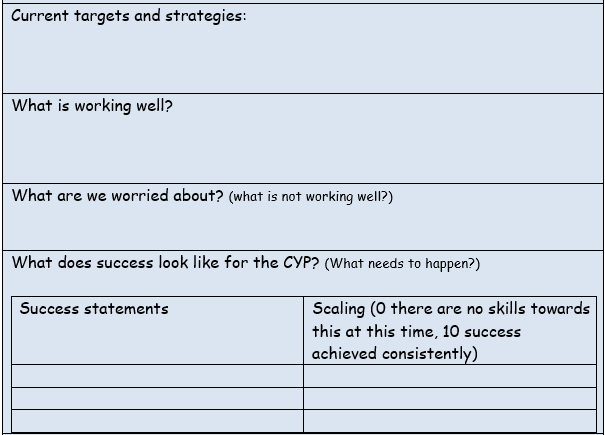 Current targets and strategies:
What is working well?
What are we worried about? (what is not working well?)
What does success look like for the CYP? (What needs to happen?)
Success statements
Scaling (0 there are no skills towards
this at this time, 10 success
achieved consistently)